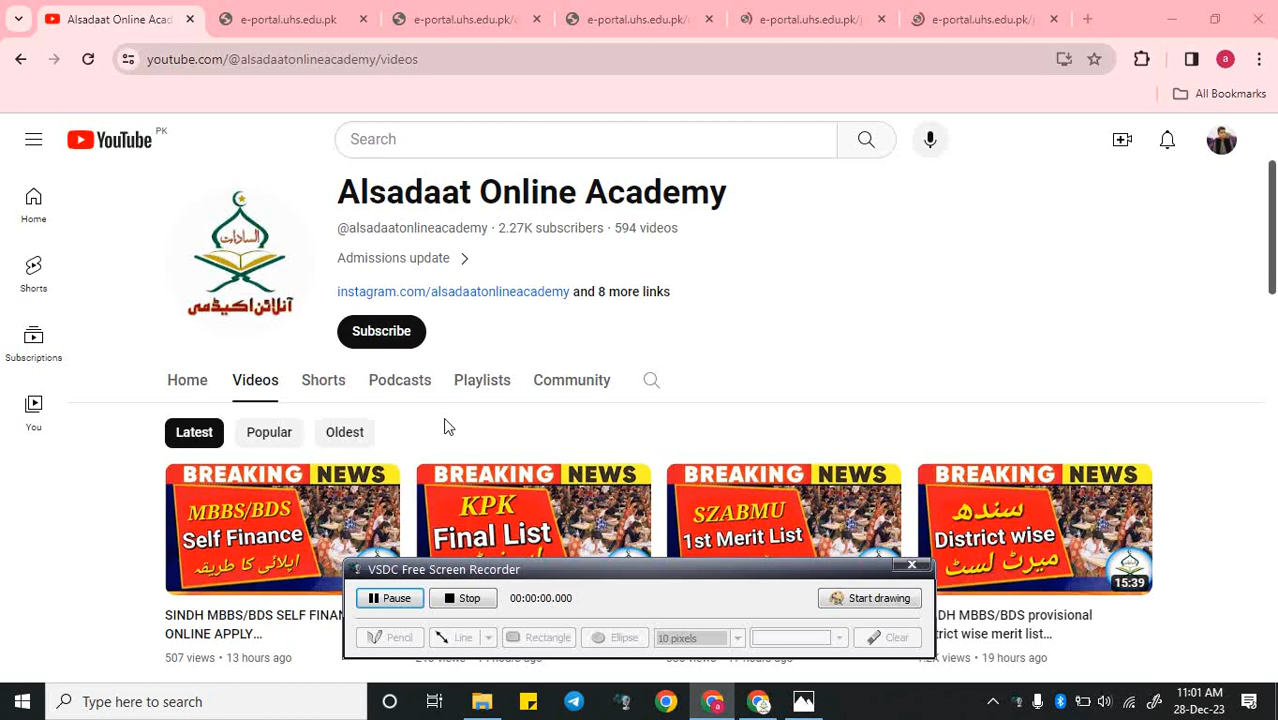 Alsadaat Online Acad
e-portal.uhs.edu.pk
e-portal.uhs.edu.pk/
e-portal.uhs.edu.pk/
e-portal.uhs.edu.pk/
e-portal.uhs.edu.pk/
youtube.com/@alsadaatonlineacademy/videos
All Bookmarks
YouTube PK
Search
Home
Shorts
Subscriptions
You
السادات
آنلائن اکیڈمی
Alsadaat Online Academy
@alsadaatonlineacademy · 2.27K subscribers · 594 videos
Admissions update
instagram.com/alsadaatonlineacademy and 8 more links
Subscribe
Home Videos Shorts Podcasts Playlists Community
Latest Popular Oldest
BREAKING NEWS
MBBS/BDS
Self Finance
اپلائی کا طریقہ
BREAKING NEWS
KPK
Final List
BREAKING NEWS
SZABMU
1st Merit List
BREAKING NEWS
سندھ
District wise
میرٹ لسٹ
15:39
SINDH MBBS/BDS SELF FINAN
ONLINE APPLY...
507 views · 13 hours ago
DH MBBS/BDS provisional
trict wise merit list...
1.2K views · 19 hours ago
VSDC Free Screen Recorder
Pause Stop 00:00:00.000 Start drawing
Pencil Line Rectangle Ellipse 10 pixels Clear
Type here to search
11:01 AM
28-Dec-23